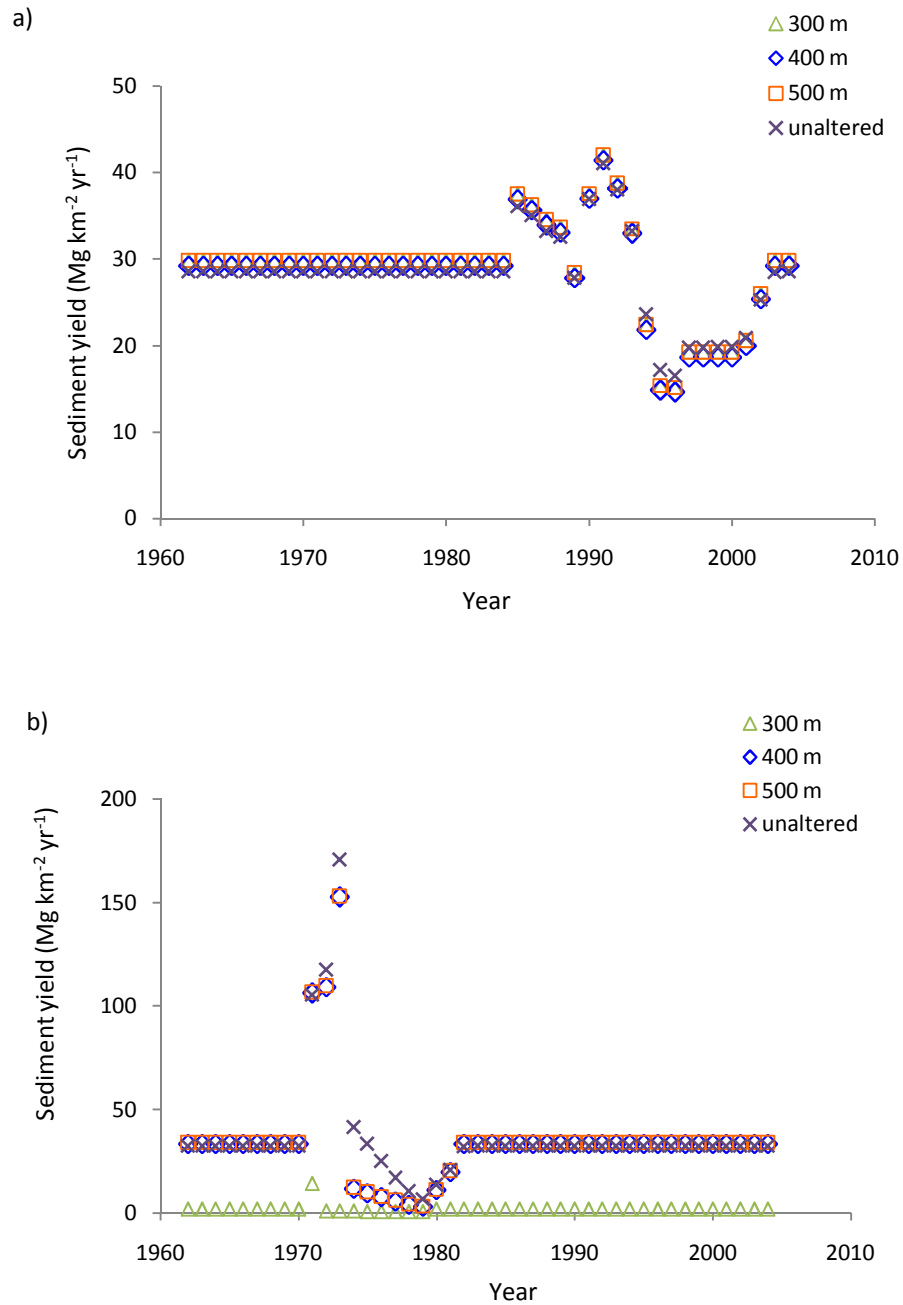 a)
300 m
400 m
500 m
unaltered
50
40
30
20
10
0
Sediment yield (Mg km⁻² yr⁻¹)
1960 1970 1980 1990 2000 2010
Year
b)
300 m
400 m
500 m
unaltered
200
150
100
50
0
Sediment yield (Mg km⁻² yr⁻¹)
1960 1970 1980 1990 2000 2010
Year